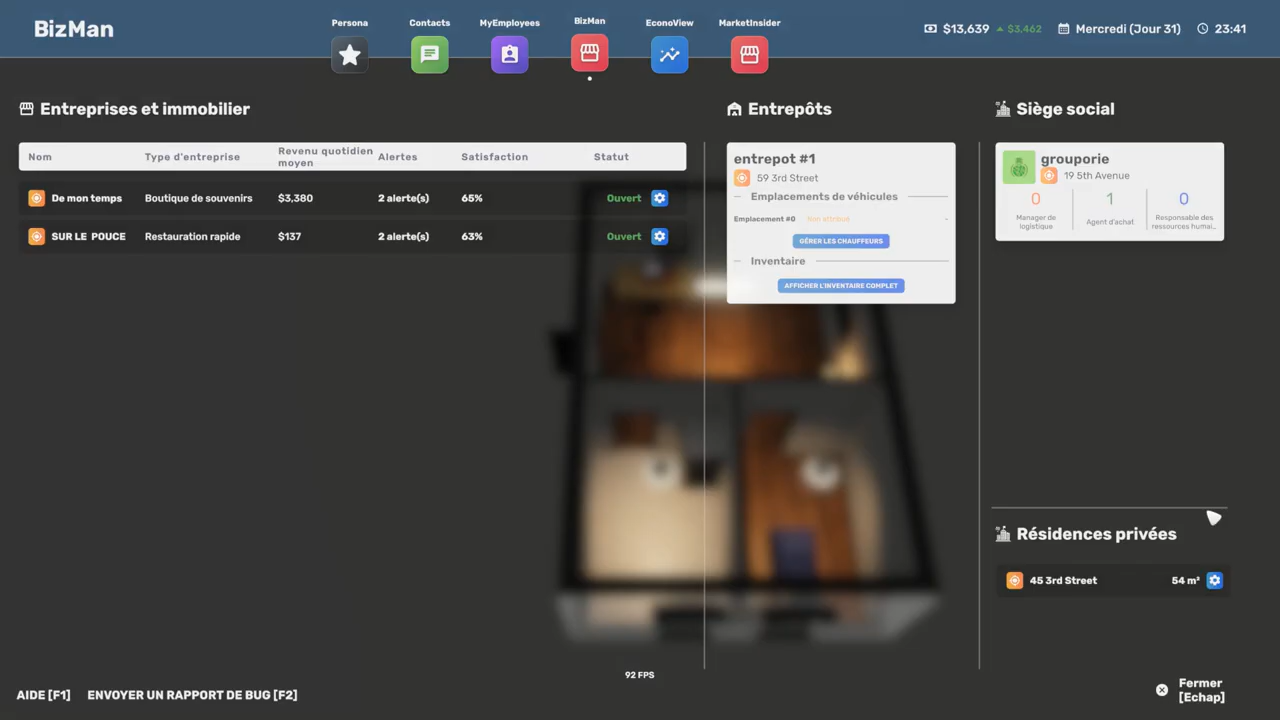 BizMan
Persona
Contacts
MyEmployees
BizMan
EconoView
MarketInsider
$13,639 $3,462
Mercredi (Jour 31)
23:41
Entreprises et immobilier
Nom Type d'entreprise Revenu quotidien moyen Alertes Satisfaction Statut
De mon temps Boutique de souvenirs $3,380 2 alerte(s) 65% Ouvert
SUR LE POUCE Restauration rapide $137 2 alerte(s) 63% Ouvert
Entrepôts
entrepot #1
59 3rd Street
Emplacements de véhicules
Emplacement #0 Non attribué -
GÉRER LES CHAUFFEURS
Inventaire
AFFICHER L'INVENTAIRE COMPLET
Siège social
grouporie
19 5th Avenue
0 1 0
Manager de logistique
Agent d'achat
Responsable des ressources humai...
Résidences privées
45 3rd Street 54 m²
92 FPS
AIDE [F1] ENVOYER UN RAPPORT DE BUG [F2]
Fermer
[Echap]